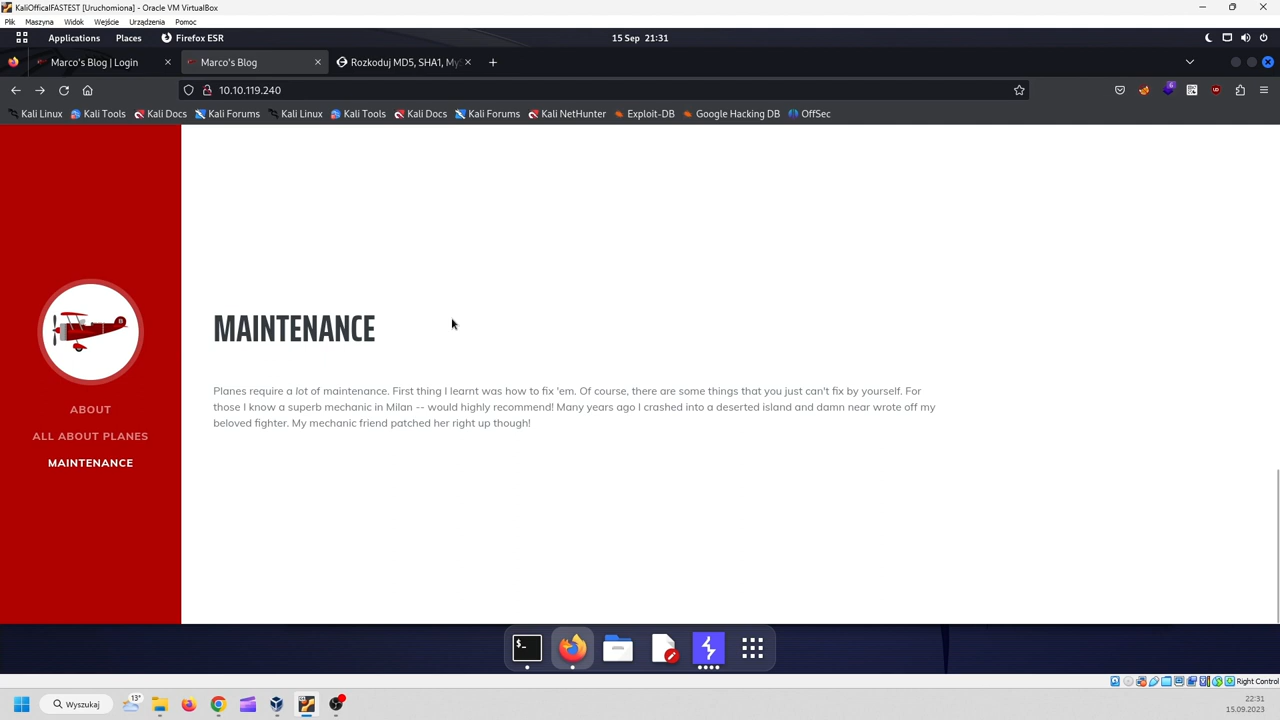 KaliOfficalFASTEST [Uruchomiona] - Oracle VM VirtualBox
Plik Maszyna Widok Wejście Urządzenia Pomoc
Applications Places Firefox ESR 15 Sep 21:31
Marco's Blog | Login Marco's Blog Rozkoduj MD5, SHA1, My
10.10.119.240
Kali Linux Kali Tools Kali Docs Kali Forums Kali Linux Kali Tools Kali Docs Kali Forums Kali NetHunter Exploit-DB Google Hacking DB OffSec
ABOUT
ALL ABOUT PLANES
MAINTENANCE
MAINTENANCE
Planes require a lot of maintenance. First thing I learnt was how to fix 'em. Of course, there are some things that you just can't fix by yourself. For
those I know a superb mechanic in Milan -- would highly recommend! Many years ago I crashed into a deserted island and damn near wrote off my
beloved fighter. My mechanic friend patched her right up though!
Right Control
13°
Wyszukaj
22:31
15.09.2023